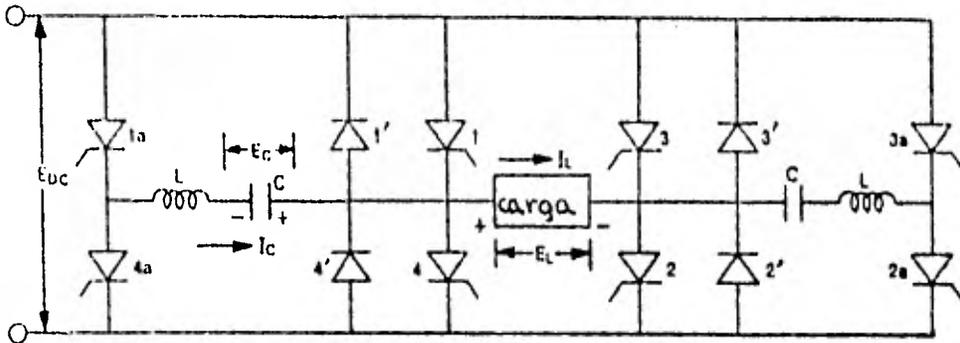 1a
1'
1
3
3'
3a
E_DC
E_C
L
C
I_L
- +
carga
+ -
C
L
I_C
E_L
4a
4'
4
2
2'
2a